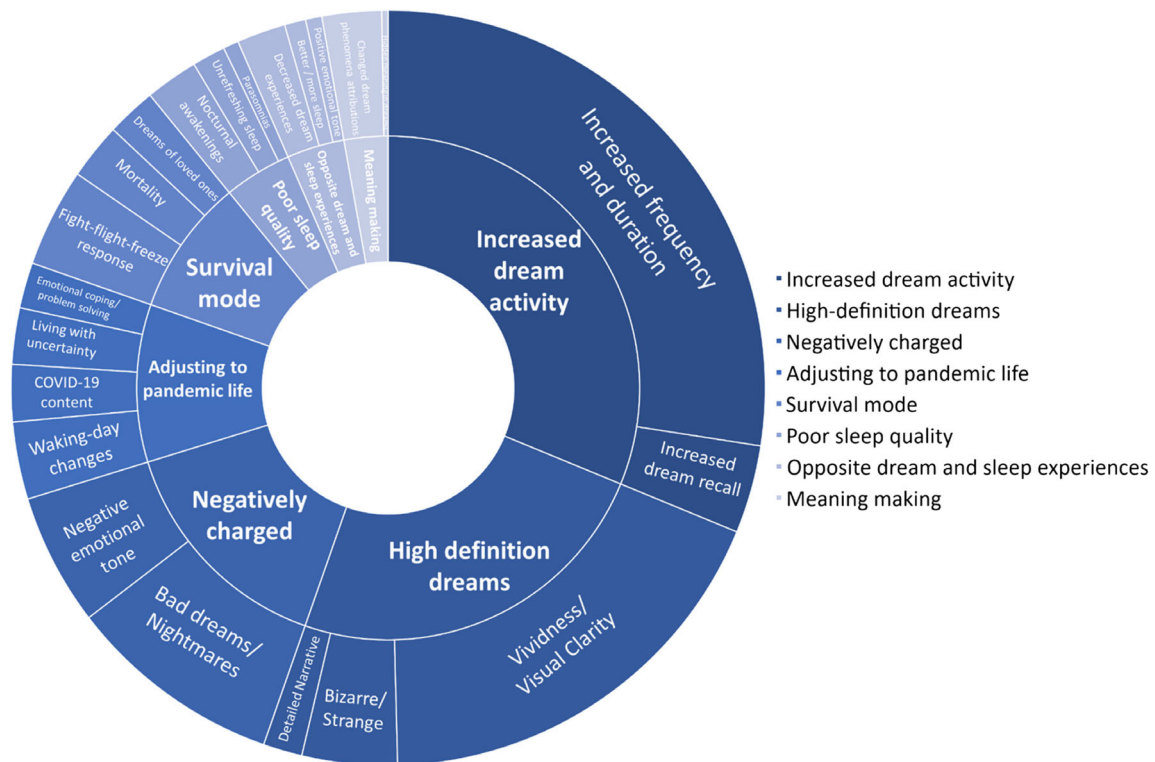 Increased frequency
and duration
Increased
dream recall
Vividness/
Visual Clarity
Bizarre/
Strange
Detailed Narrative
Bad dreams/
Nightmares
Negative
emotional
tone
Waking-day
changes
COVID-19
content
Living with
uncertainty
Emotional coping/
problem solving
Fight-flight-freeze
response
Mortality
Dreams of loved ones
Nocturnal
awakenings
Unrefreshing sleep
Parasomnias
Decreased dream
experiences
Better / more sleep
Positive emotional tone
Changed dream
phenomena attributions
Increased
dream
activity
High definition
dreams
Negatively
charged
Adjusting to
pandemic life
Survival
mode
Poor sleep
quality
Opposite dream and
sleep experiences
Meaning making
Increased dream activity
High-definition dreams
Negatively charged
Adjusting to pandemic life
Survival mode
Poor sleep quality
Opposite dream and sleep experiences
Meaning making